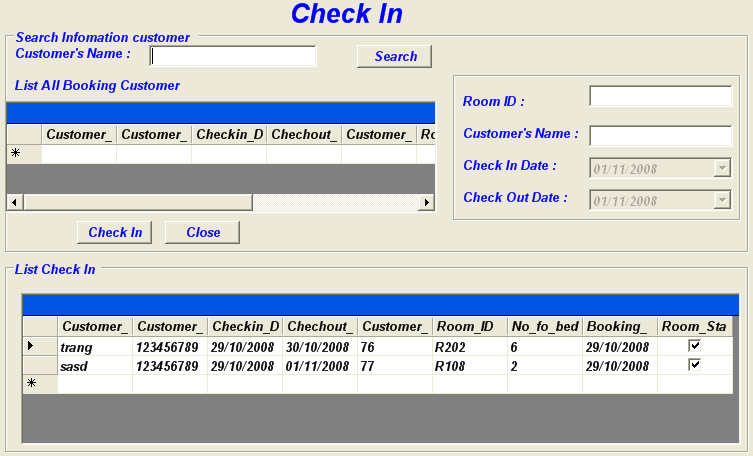 Check In
Search Infomation customer
Customer's Name :
Search
List All Booking Customer
Customer_ Customer_ Checkin_D Chechout_ Customer_ Ro
*
Room ID :
Customer's Name :
Check In Date : 01/11/2008
Check Out Date : 01/11/2008
Check In Close
List Check In
Customer_ Customer_ Checkin_D Chechout_ Customer_ Room_ID No_fo_bed Booking_ Room_Sta
trang 123456789 29/10/2008 30/10/2008 76 R202 6 29/10/2008
sasd 123456789 29/10/2008 01/11/2008 77 R108 2 29/10/2008
*